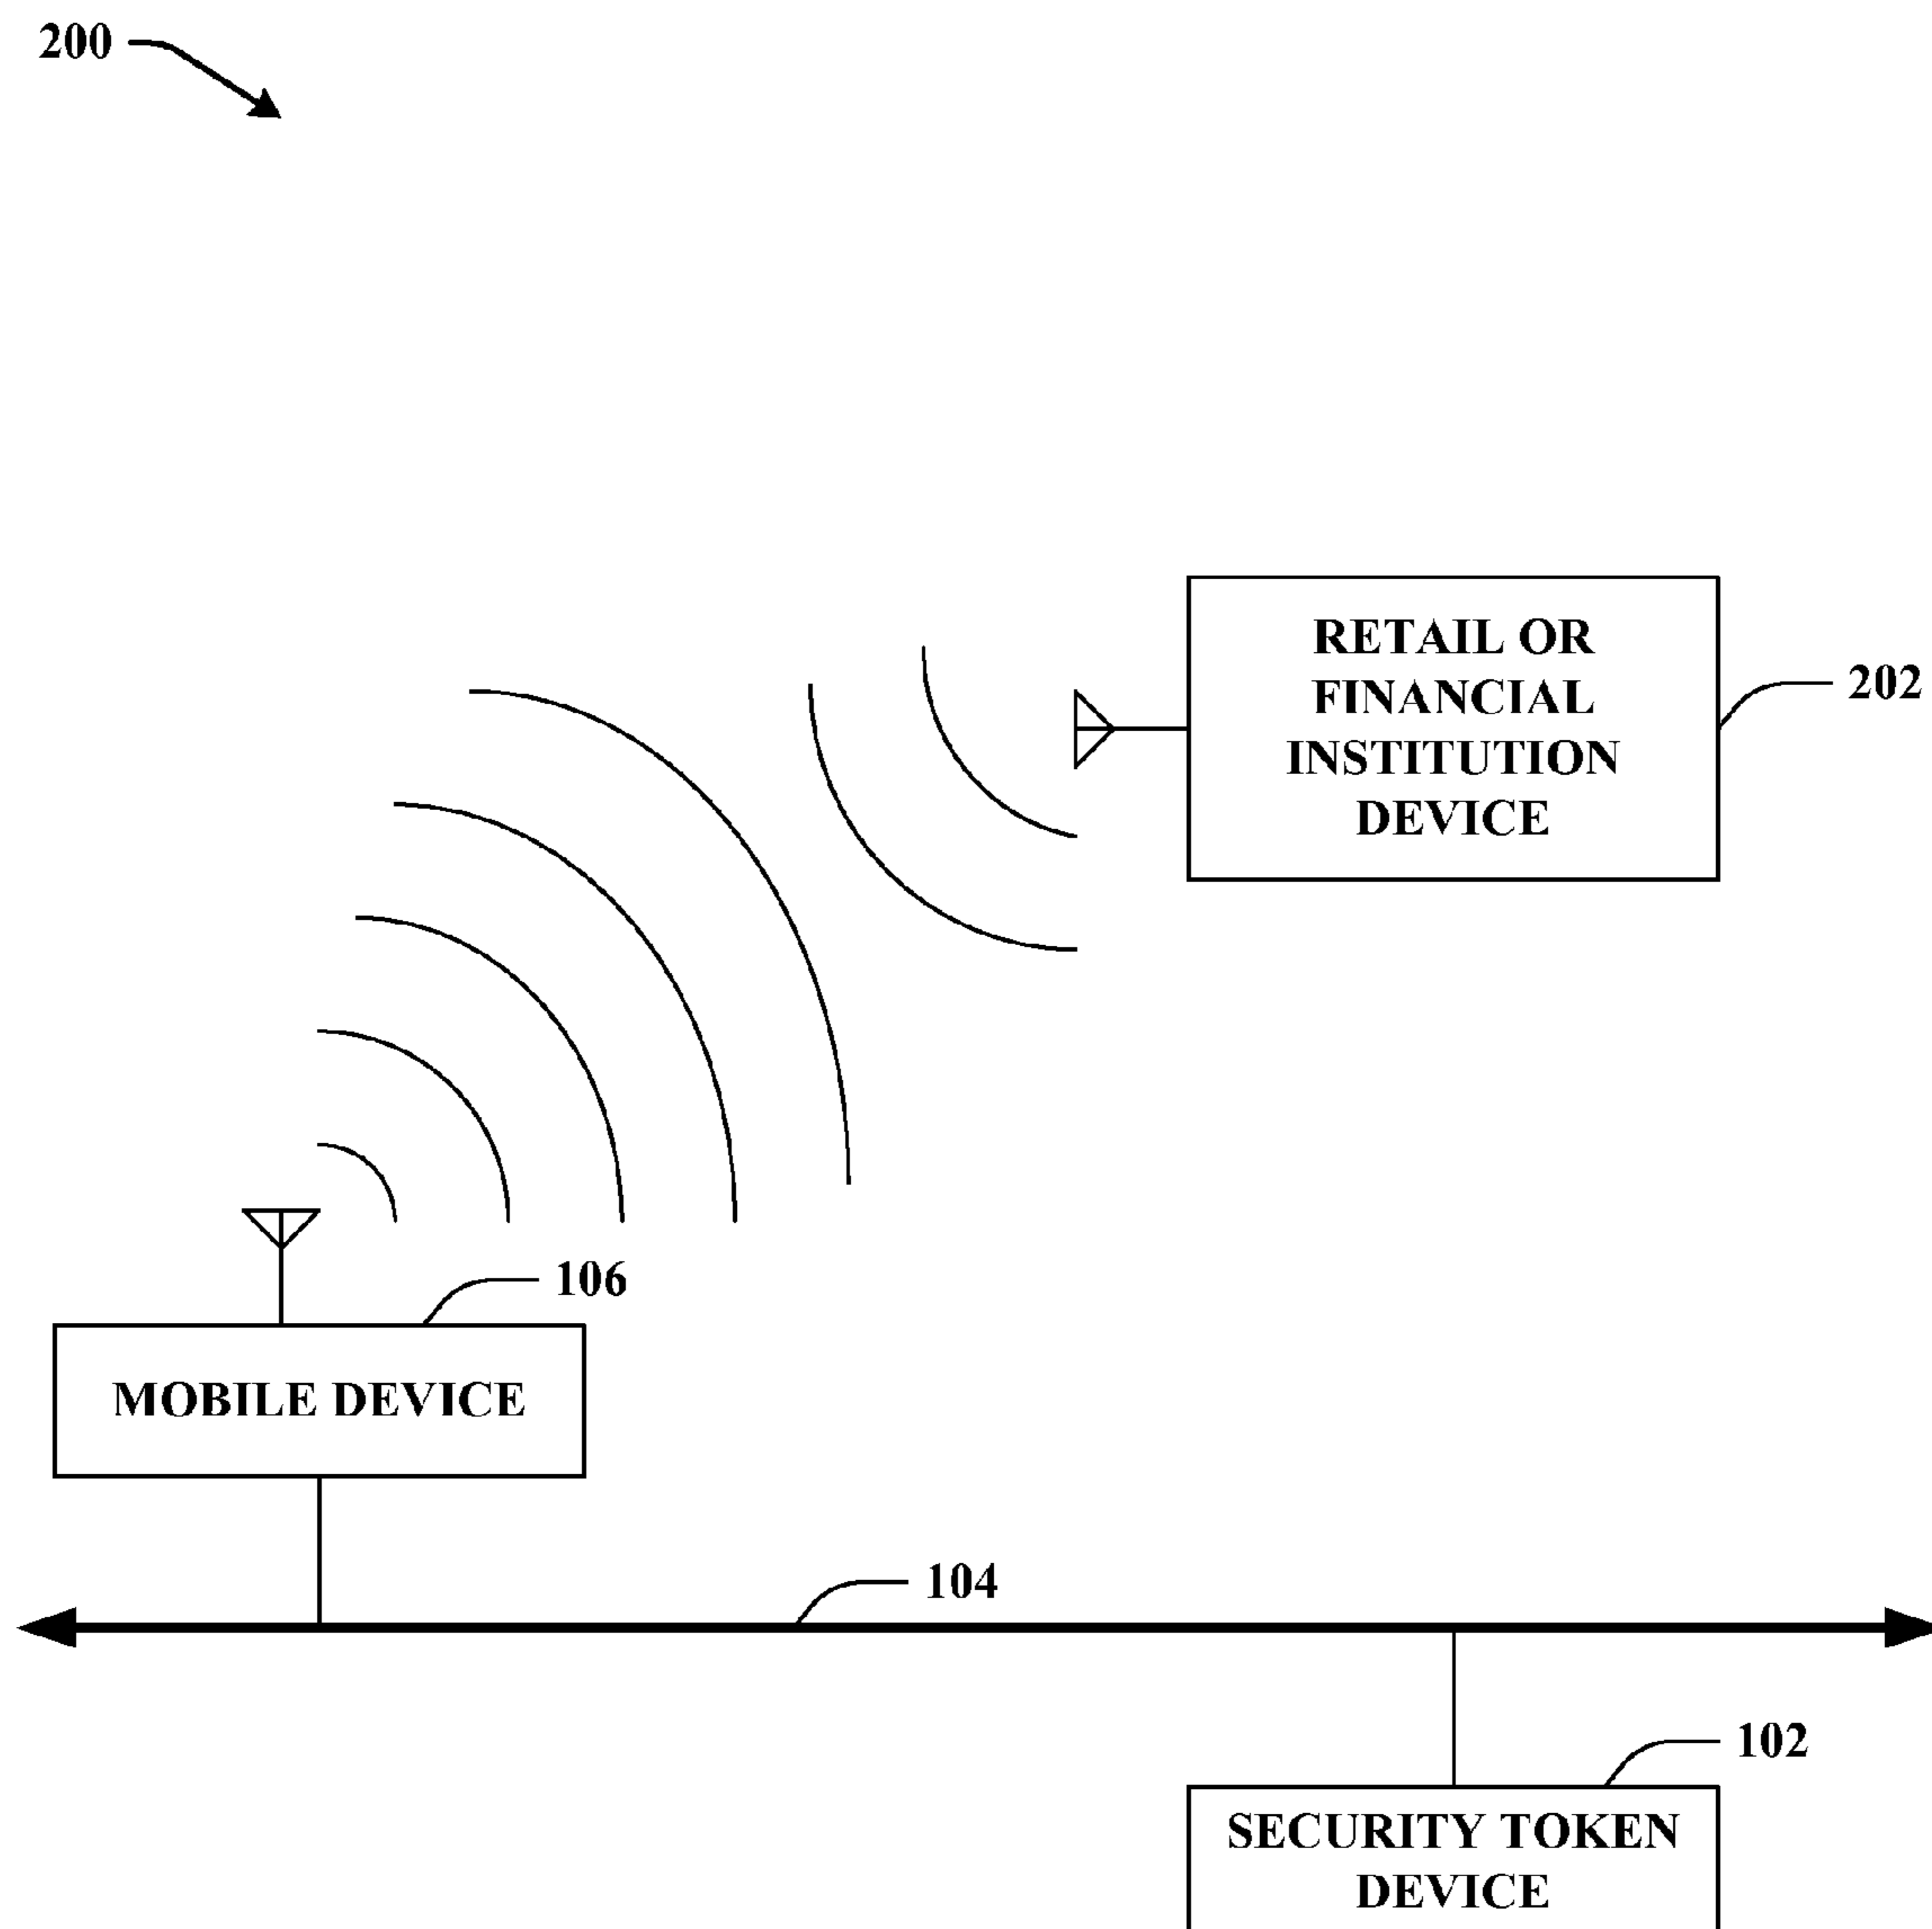 200
RETAIL OR
FINANCIAL
INSTITUTION
DEVICE
202
106
MOBILE DEVICE
104
102
SECURITY TOKEN
DEVICE